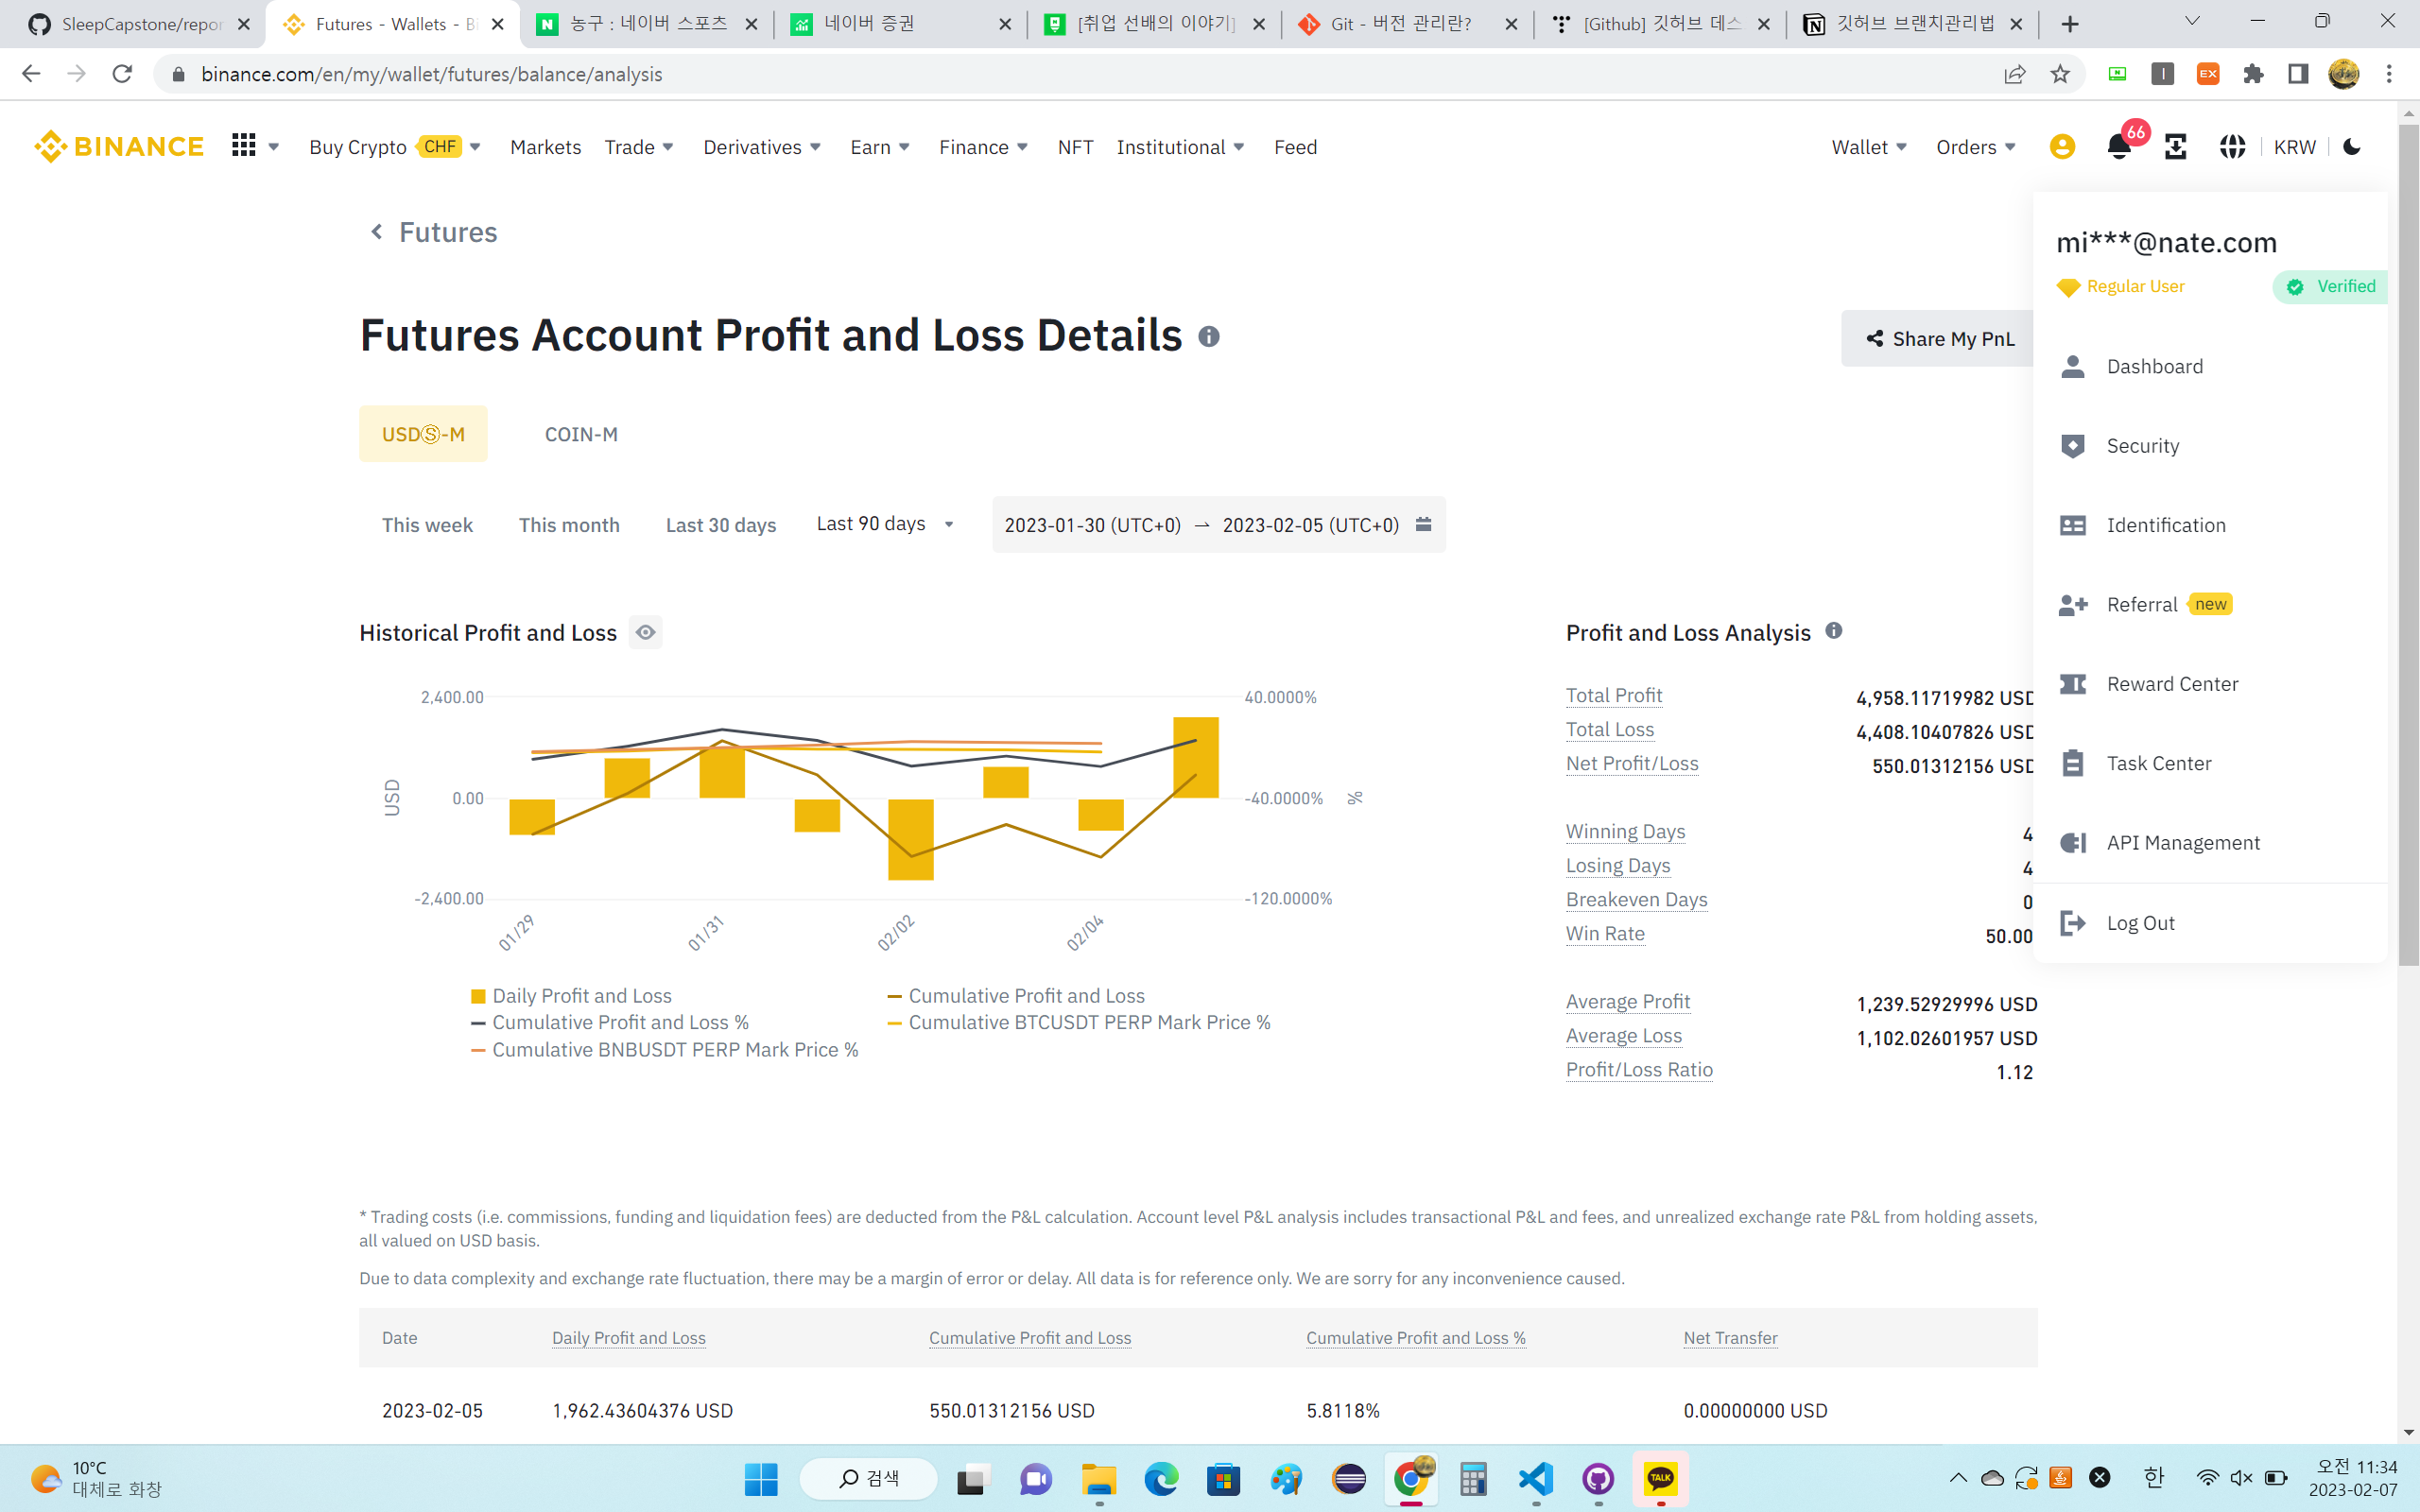 SleepCapstone/repor
Futures - Wallets - Bi
농구 : 네이버 스포츠
네이버 증권
[취업 선배의 이야기]
Git - 버전 관리란?
[Github] 깃허브 데스
깃허브 브랜치관리법
binance.com/en/my/wallet/futures/balance/analysis
EX
BINANCE
Buy Crypto CHF
Markets
Trade
Derivatives
Earn
Finance
NFT
Institutional
Feed
Wallet
Orders
66
KRW
Futures
mi***@nate.com
Regular User
Verified
Futures Account Profit and Loss Details
Share My PnL
Dashboard
Security
Identification
Referral new
Reward Center
Task Center
API Management
Log Out
USDⓈ-M
COIN-M
This week
This month
Last 30 days
Last 90 days
2023-01-30 (UTC+0) → 2023-02-05 (UTC+0)
Historical Profit and Loss
2,400.00
0.00
-2,400.00
USD
40.0000%
-40.0000%
-120.0000%
%
01/29
01/31
02/02
02/04
Daily Profit and Loss
Cumulative Profit and Loss
Cumulative Profit and Loss %
Cumulative BTCUSDT PERP Mark Price %
Cumulative BNBUSDT PERP Mark Price %
Profit and Loss Analysis
Total Profit 4,958.11719982 USD
Total Loss 4,408.10407826 USD
Net Profit/Loss 550.01312156 USD
Winning Days 4
Losing Days 4
Breakeven Days 0
Win Rate 50.00
Average Profit 1,239.52929996 USD
Average Loss 1,102.02601957 USD
Profit/Loss Ratio 1.12
* Trading costs (i.e. commissions, funding and liquidation fees) are deducted from the P&L calculation. Account level P&L analysis includes transactional P&L and fees, and unrealized exchange rate P&L from holding assets,
all valued on USD basis.
Due to data complexity and exchange rate fluctuation, there may be a margin of error or delay. All data is for reference only. We are sorry for any inconvenience caused.
Date Daily Profit and Loss Cumulative Profit and Loss Cumulative Profit and Loss % Net Transfer
2023-02-05 1,962.43604376 USD 550.01312156 USD 5.8118% 0.00000000 USD
10°C
대체로 화창
검색
TALK
한
오전 11:34
2023-02-07